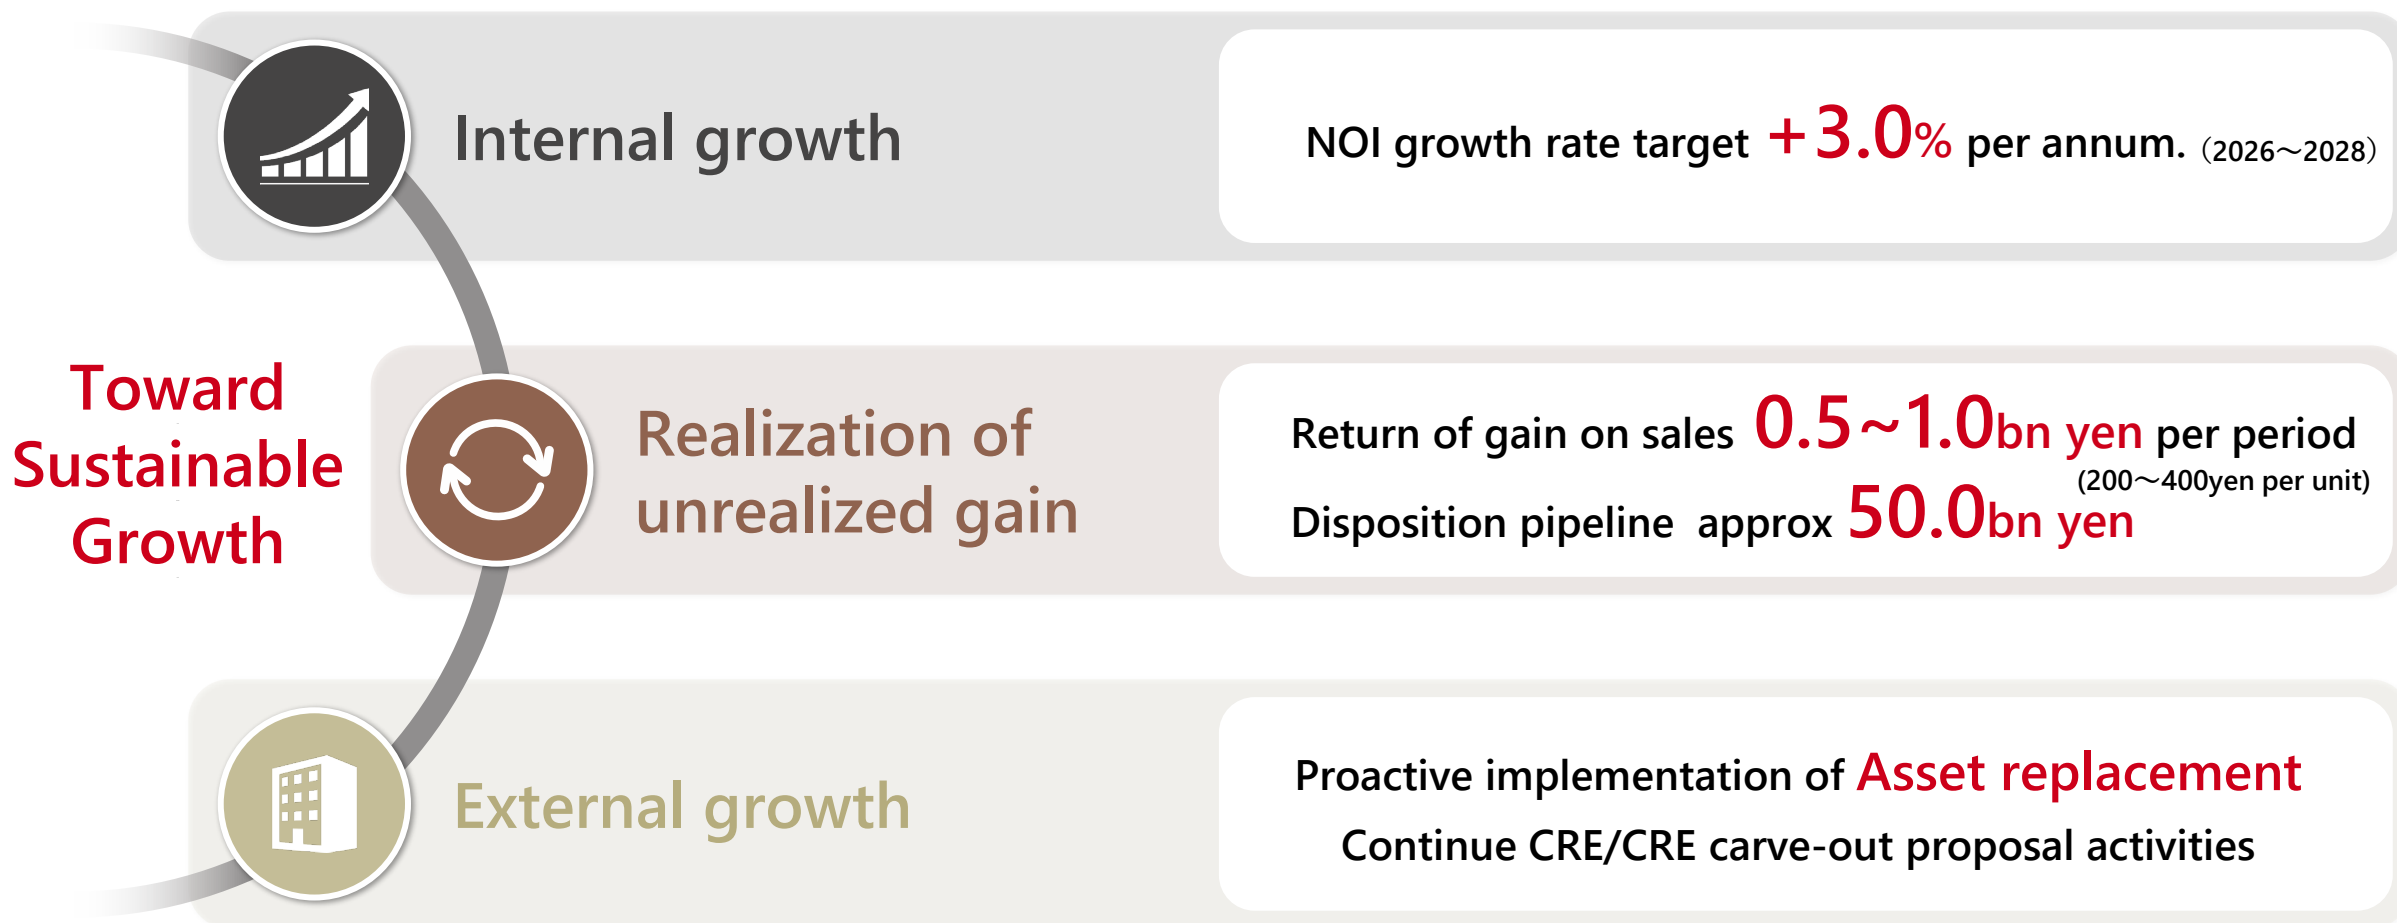 Internal growth
NOI growth rate target +3.0% per annum. （2026～2028）
Toward
Sustainable
Growth
Realization of
unrealized gain
Return of gain on sales 0.5~1.0bn yen per period
(200～400yen per unit)
Disposition pipeline approx 50.0bn yen
External growth
Proactive implementation of Asset replacement
Continue CRE/CRE carve-out proposal activities